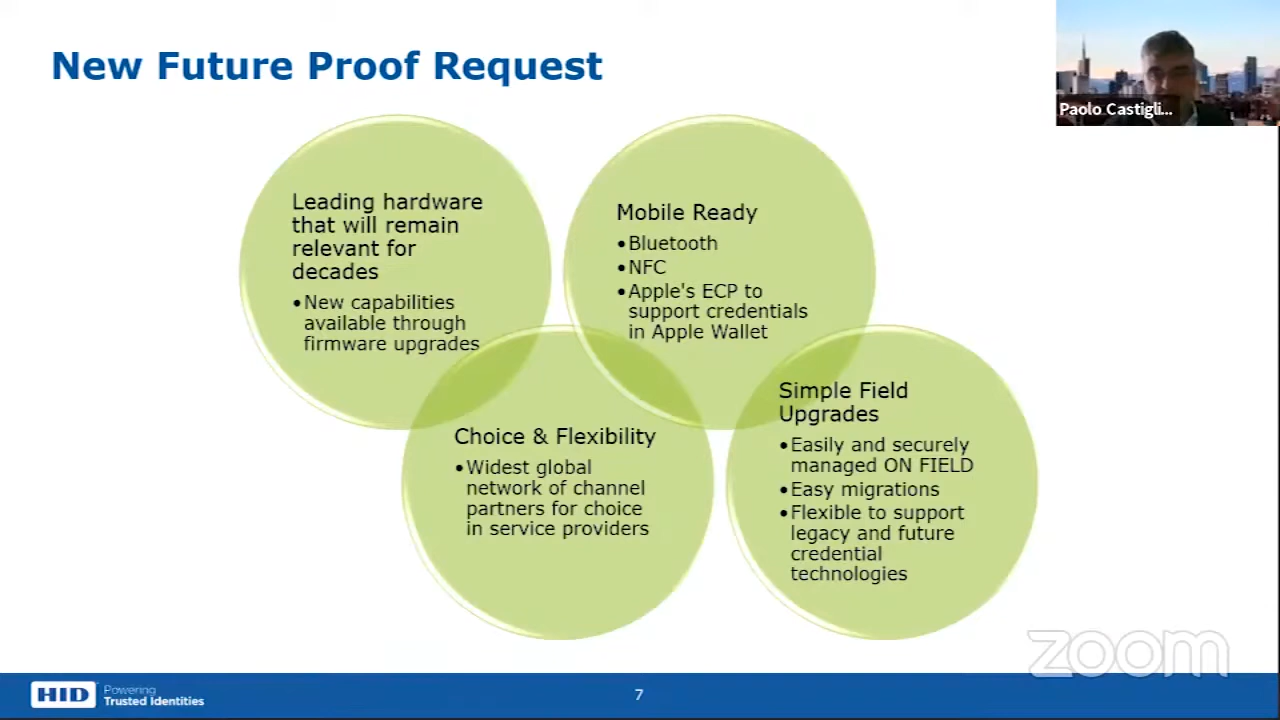 New Future Proof Request
Paolo Castigli...
Leading hardware
that will remain
relevant for
decades
•New capabilities
available through
firmware upgrades
Mobile Ready
•Bluetooth
•NFC
•Apple's ECP to
support credentials
in Apple Wallet
Choice & Flexibility
•Widest global
network of channel
partners for choice
in service providers
Simple Field
Upgrades
•Easily and securely
managed ON FIELD
•Easy migrations
•Flexible to support
legacy and future
credential
technologies
zoom
HID
Powering
Trusted Identities
7